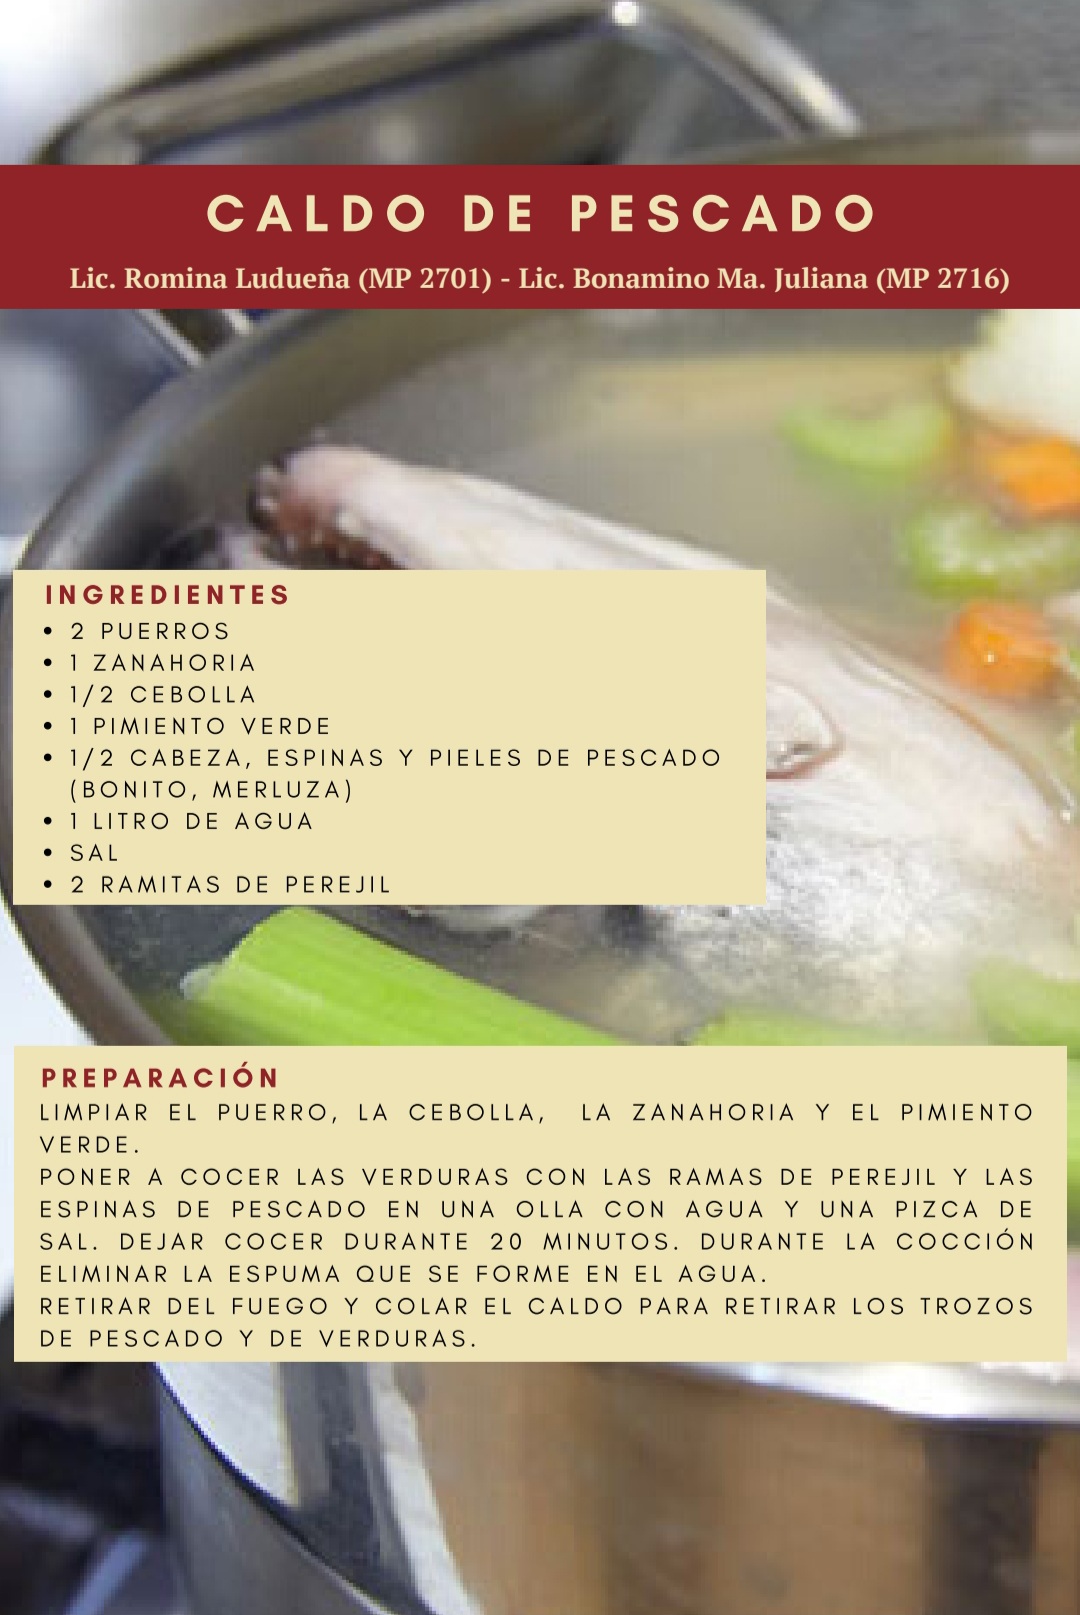 CALDO DE PESCADO
Lic. Romina Ludueña (MP 2701) - Lic. Bonamino Ma. Juliana (MP 2716)
INGREDIENTES
• 2 PUERROS
• 1 ZANAHORIA
• 1/2 CEBOLLA
• 1 PIMIENTO VERDE
• 1/2 CABEZA, ESPINAS Y PIELES DE PESCADO
(BONITO, MERLUZA)
• 1 LITRO DE AGUA
• SAL
• 2 RAMITAS DE PEREJIL
PREPARACIÓN
LIMPIAR EL PUERRO, LA CEBOLLA, LA ZANAHORIA Y EL PIMIENTO
VERDE.
PONER A COCER LAS VERDURAS CON LAS RAMAS DE PEREJIL Y LAS
ESPINAS DE PESCADO EN UNA OLLA CON AGUA Y UNA PIZCA DE
SAL. DEJAR COCER DURANTE 20 MINUTOS. DURANTE LA COCCIÓN
ELIMINAR LA ESPUMA QUE SE FORME EN EL AGUA.
RETIRAR DEL FUEGO Y COLAR EL CALDO PARA RETIRAR LOS TROZOS
DE PESCADO Y DE VERDURAS.